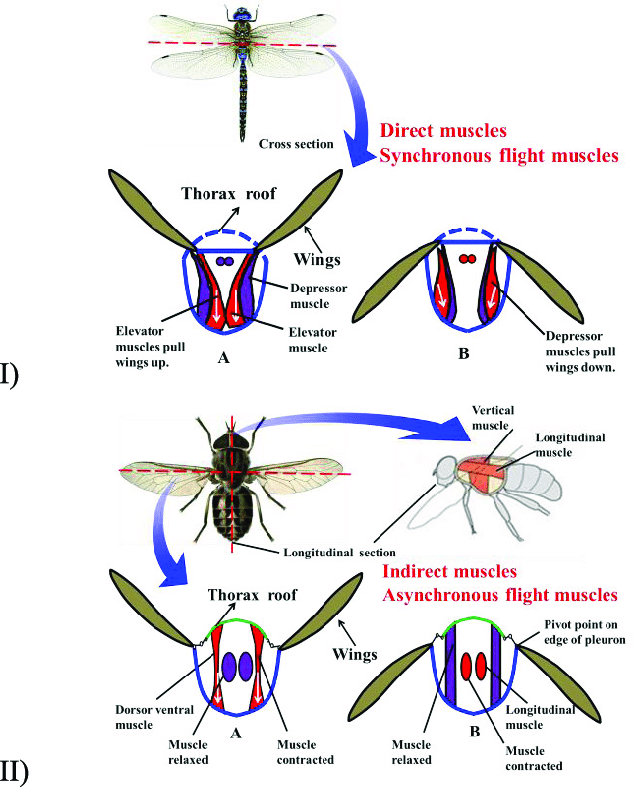 Cross section
Direct muscles
Synchronous flight muscles
Thorax roof
Wings
Depressor
muscle
Elevator
muscles pull
wings up.
Elevator
muscle
A
B
Depressor
muscles pull
wings down.
I)
Vertical
muscle
Longitudinal
muscle
Longitudinal section
Indirect muscles
Asynchronous flight muscles
Thorax roof
Wings
Pivot point on
edge of pleuron
Dorsor ventral
muscle
Muscle
relaxed
A
Muscle
contracted
Muscle
relaxed
B
Longitudinal
muscle
Muscle
contracted
II)